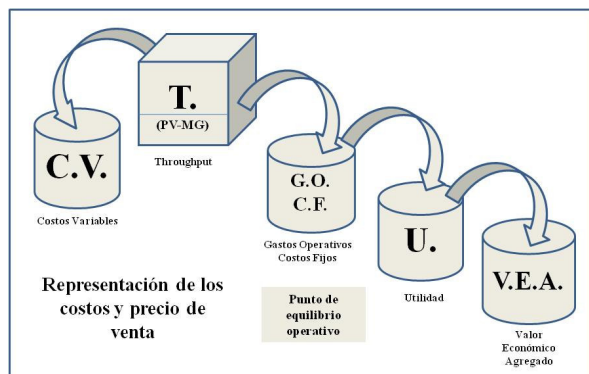 T.
(PV-MG)
Throughput
C.V.
Costos Variables
G.O.
C.F.
Gastos Operativos
Costos Fijos
U.
Utilidad
V.E.A.
Valor
Económico
Agregado
Representación de los
costos y precio de
venta
Punto de
equilibrio
operativo